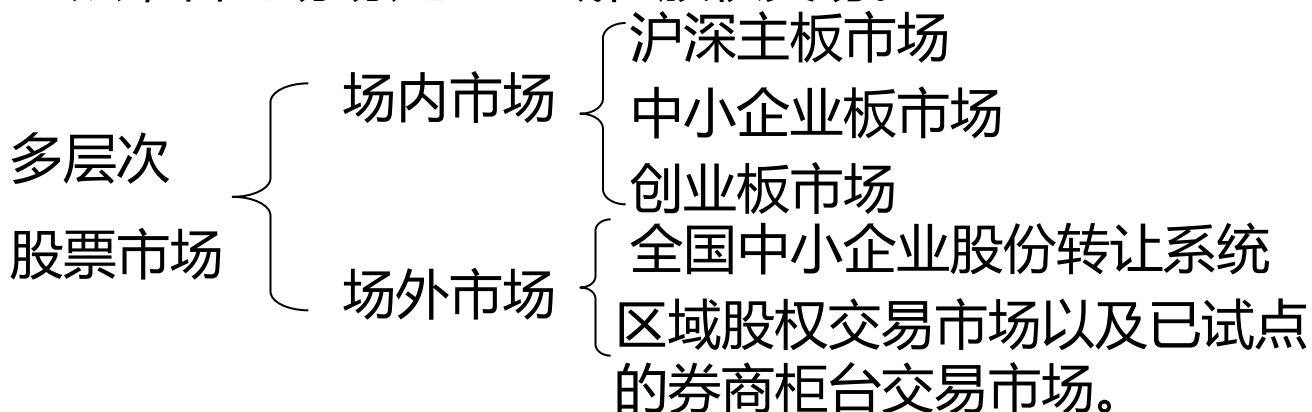 多层次
股票市场
场内市场
沪深主板市场
中小企业板市场
创业板市场
场外市场
全国中小企业股份转让系统
区域股权交易市场以及已试点
的券商柜台交易市场。